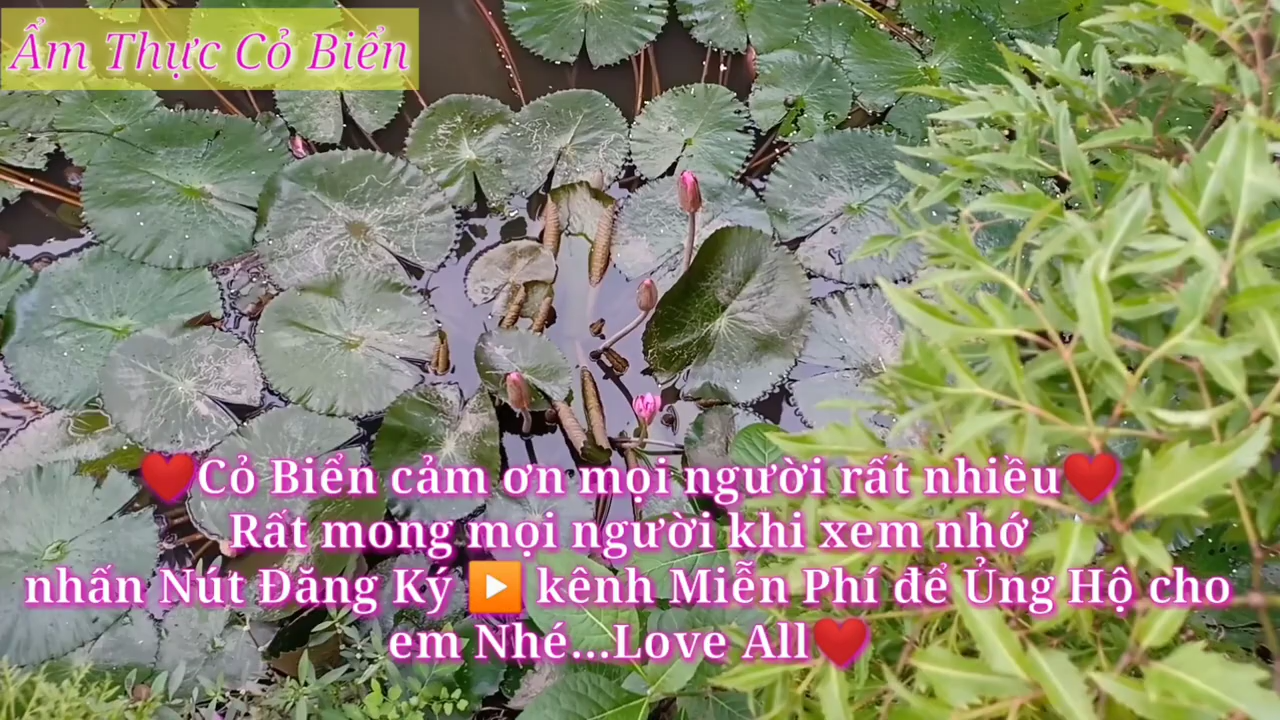 Ẩm Thực Cỏ Biển
❤️Cỏ Biển cảm ơn mọi người rất nhiều❤️
Rất mong mọi người khi xem nhớ
nhấn Nút Đăng Ký ▶️ kênh Miễn Phí để Ủng Hộ cho
em Nhé...Love All❤️